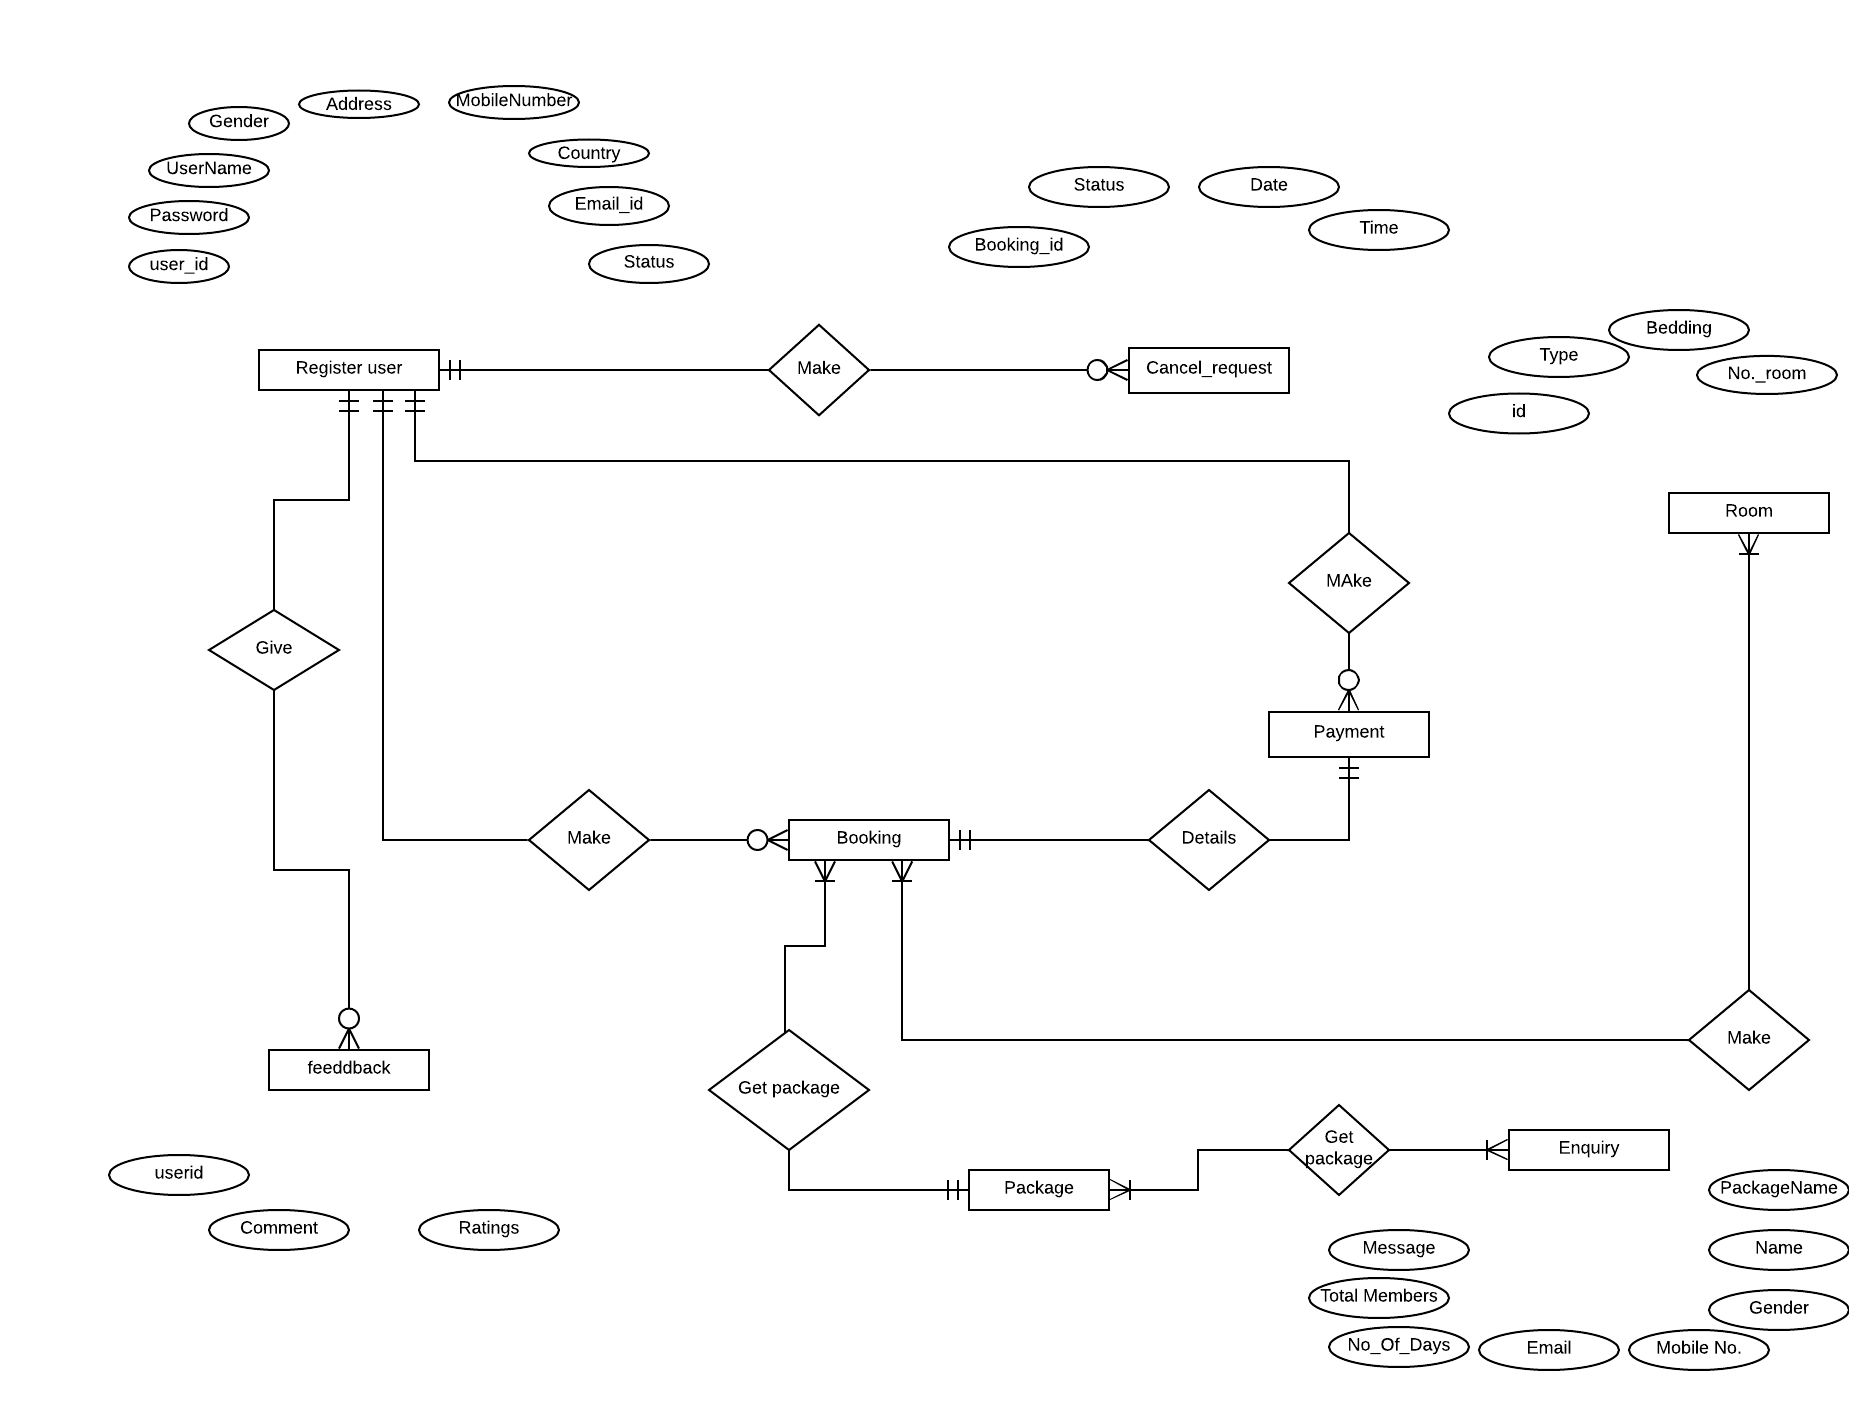 Address
MobileNumber
Gender
Country
UserName
Status
Date
Email_id
Password
Time
Booking_id
user_id
Status
Bedding
Type
Register user
Make
Cancel_request
No._room
id
Room
MAke
Give
Payment
Make
Booking
Details
Make
feeddback
Get package
Get
package
Enquiry
userid
Package
PackageName
Comment
Ratings
Message
Name
Total Members
Gender
No_Of_Days
Email
Mobile No.